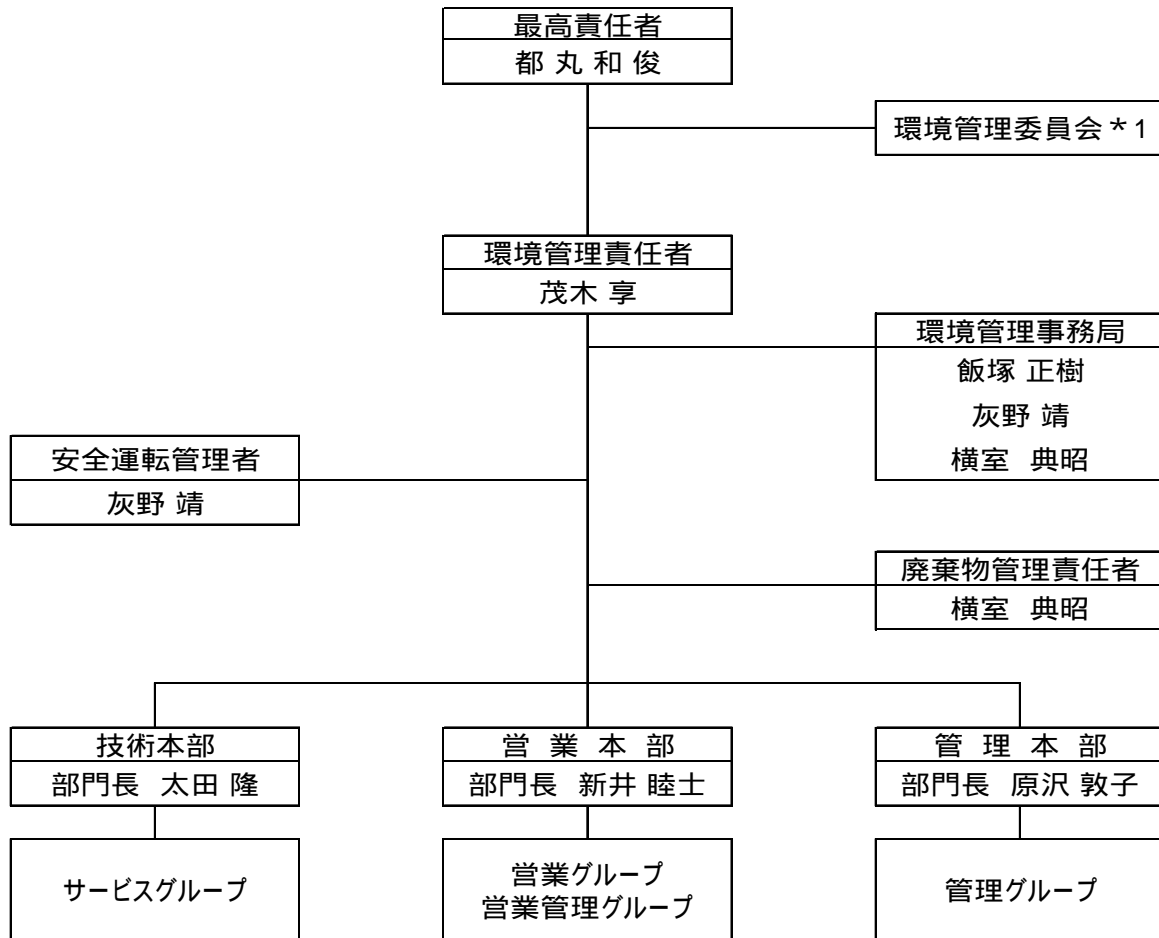 最高責任者
都 丸 和 俊
環境管理委員会＊1
環境管理責任者
茂木 享
環境管理事務局
飯塚 正樹
灰野 靖
横室 典昭
安全運転管理者
灰野 靖
廃棄物管理責任者
横室 典昭
技術本部
部門長 太田 隆
営 業 本 部
部門長 新井 睦士
管 理 本 部
部門長 原沢 敦子
サービスグループ
営業グループ
営業管理グループ
管理グループ